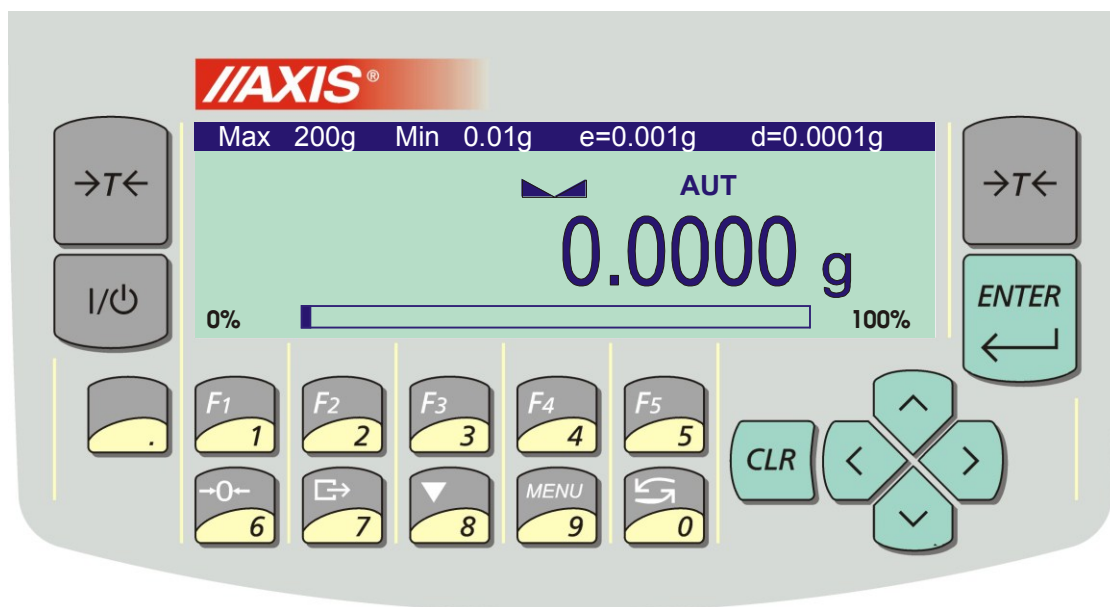 //AXIS®
Max 200g Min 0.01g e=0.001g d=0.0001g
→T←
AUT
→T←
0.0000 g
I/⏻
0% 100%
ENTER
.
F1 1
F2 2
F3 3
F4 4
F5 5
CLR
→0← 6
7
8
MENU 9
0